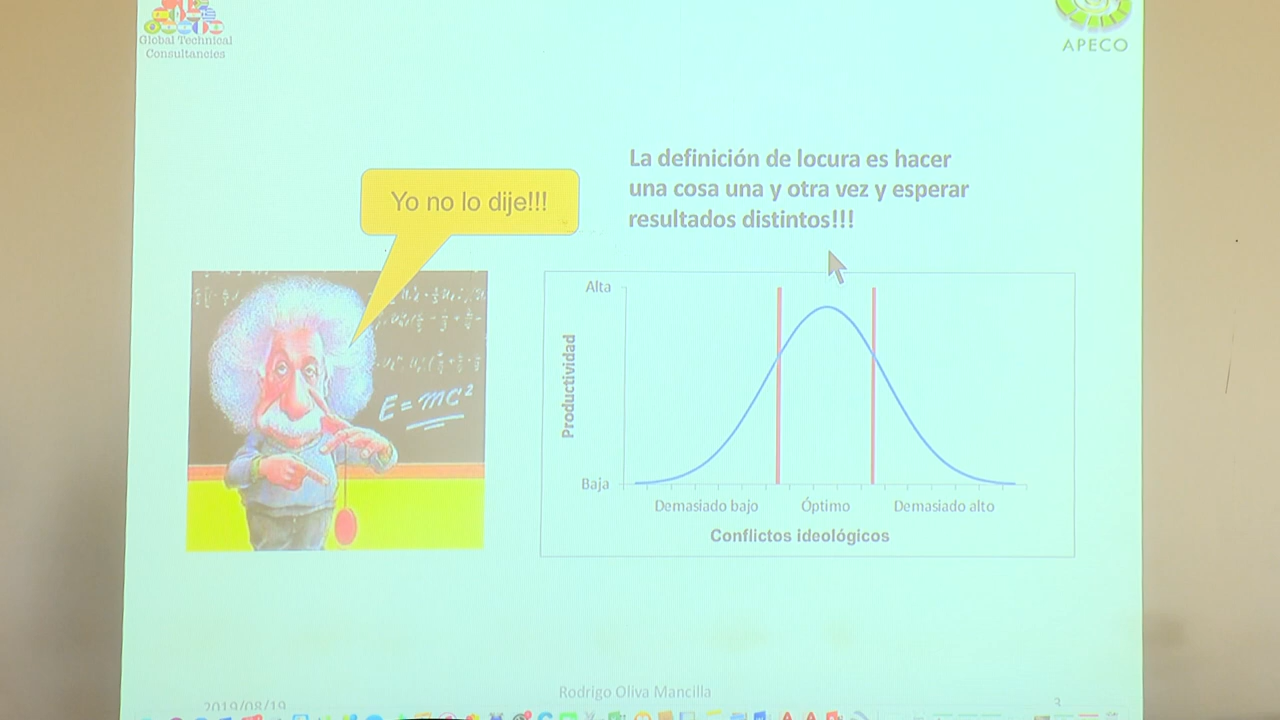 Global Technical
Consultancies
APECO
La definición de locura es hacer
una cosa una y otra vez y esperar
resultados distintos!!!
Yo no lo dije!!!
E = mc²
Alta
Productividad
Baja
Demasiado bajo
Óptimo
Demasiado alto
Conflictos ideológicos
Rodrigo Oliva Mancilla
2019/08/19
3